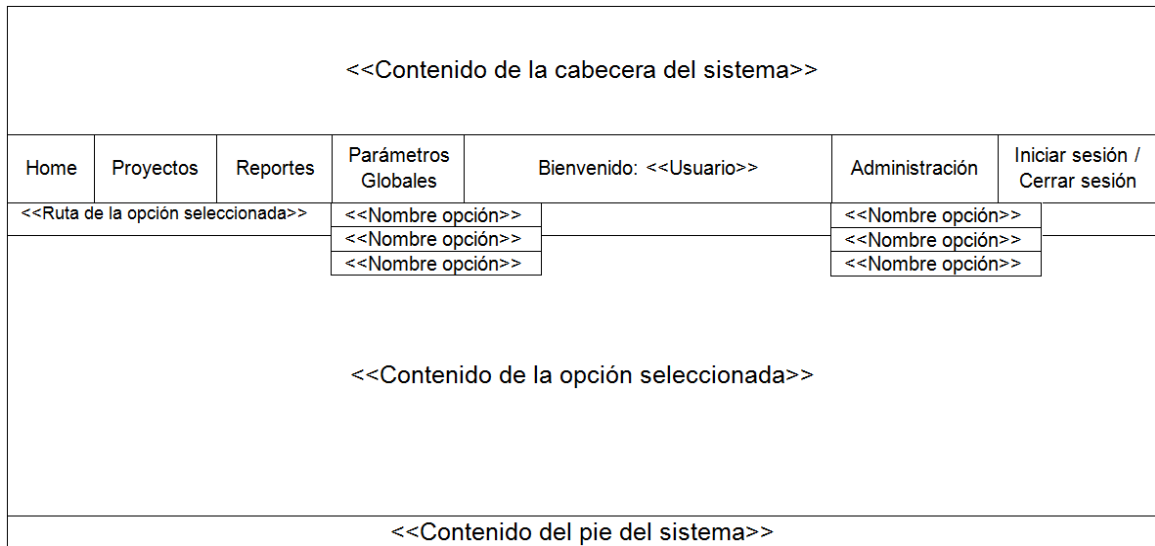 <<Contenido de la cabecera del sistema>>
Home
Proyectos
Reportes
Parámetros
Globales
Bienvenido: <<Usuario>>
Administración
Iniciar sesión /
Cerrar sesión
<<Ruta de la opción seleccionada>>
<<Nombre opción>>
<<Nombre opción>>
<<Nombre opción>>
<<Nombre opción>>
<<Nombre opción>>
<<Nombre opción>>
<<Contenido de la opción seleccionada>>
<<Contenido del pie del sistema>>